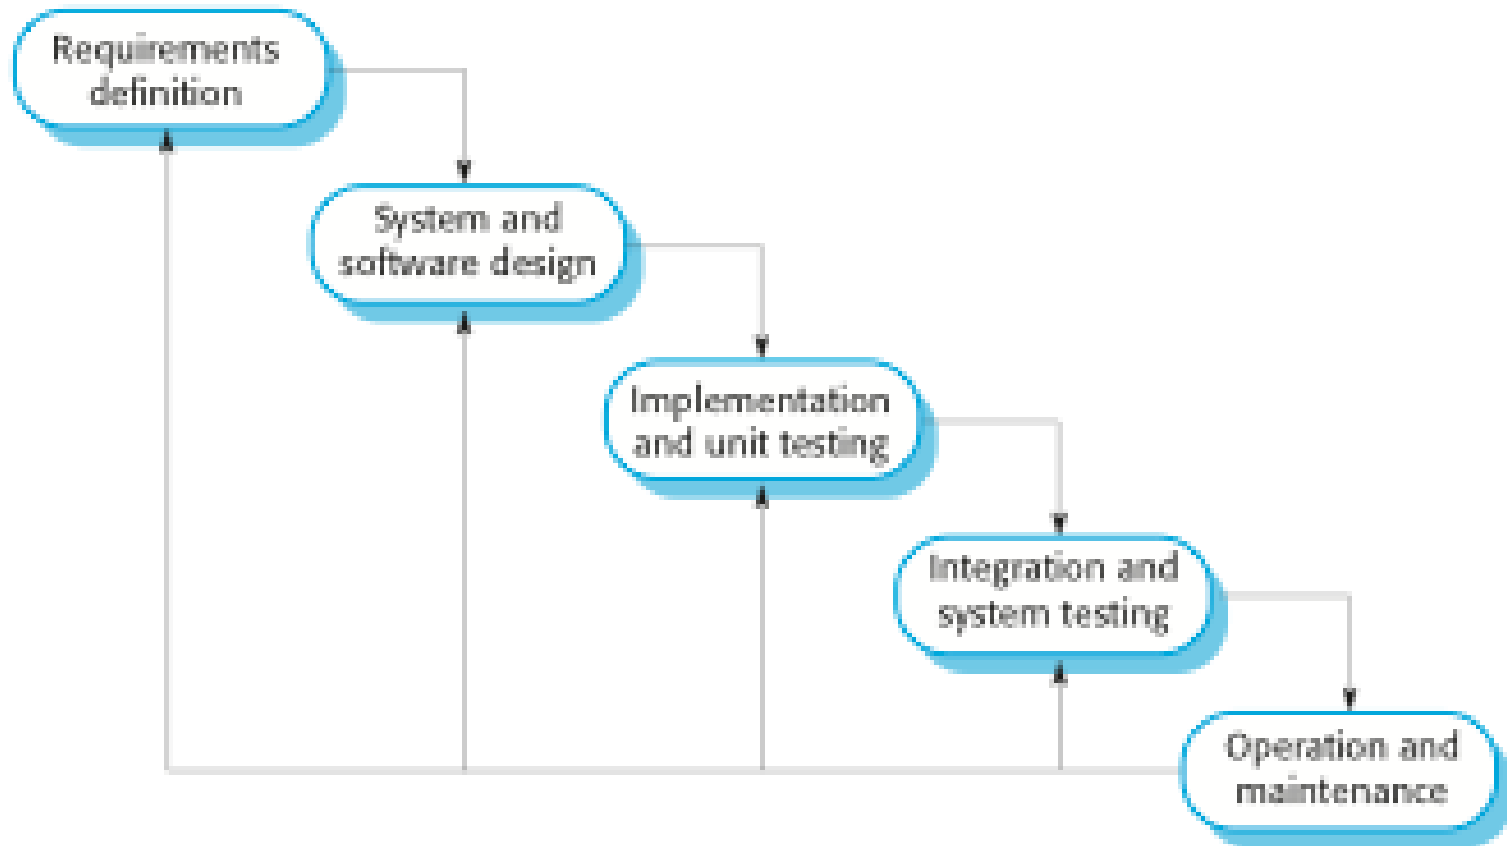 Requirements
definition
System and
software design
Implementation
and unit testing
Integration and
system testing
Operation and
maintenance